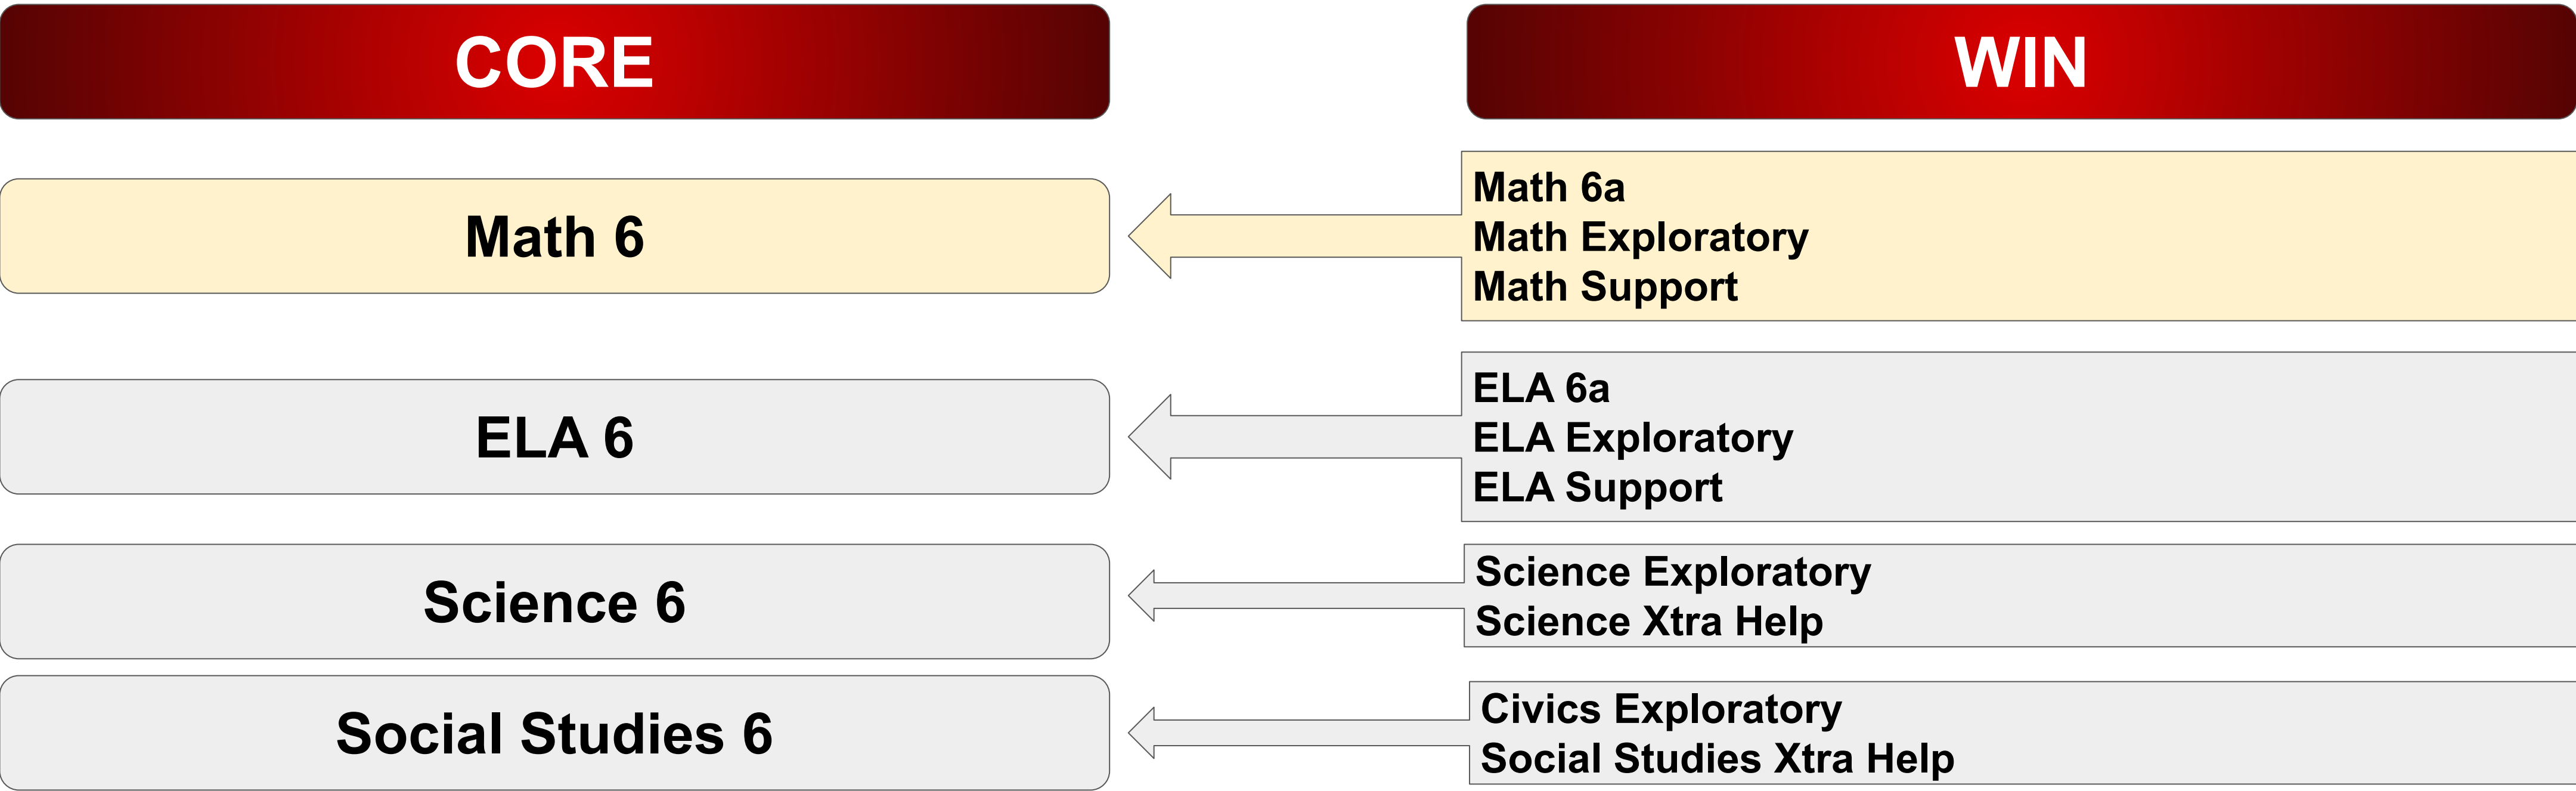 CORE
WIN
Math 6
Math 6a
Math Exploratory
Math Support
ELA 6
ELA 6a
ELA Exploratory
ELA Support
Science 6
Science Exploratory
Science Xtra Help
Social Studies 6
Civics Exploratory
Social Studies Xtra Help